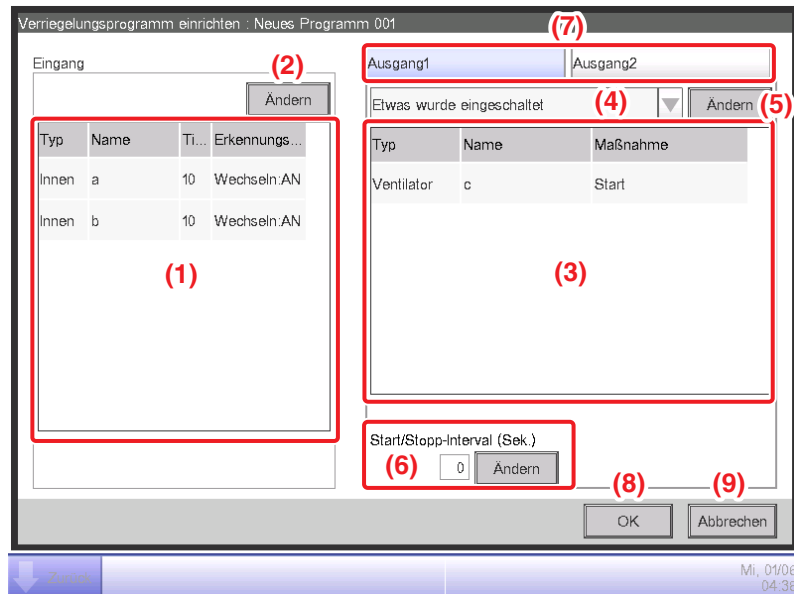 Verriegelungsprogramm einrichten : Neues Programm 001
(7)
Eingang
(2)
Ändern
Ausgang1
Ausgang2
Etwas wurde eingeschaltet
(4)
Ändern
(5)
Typ Name Ti... Erkennungs...
Innen a 10 Wechseln:AN
Innen b 10 Wechseln:AN
(1)
Typ Name Maßnahme
Ventilator c Start
(3)
Start/Stopp-Interval (Sek.)
(6)
0
Ändern
(8)
(9)
OK
Abbrechen
Mi, 01/06
04:36